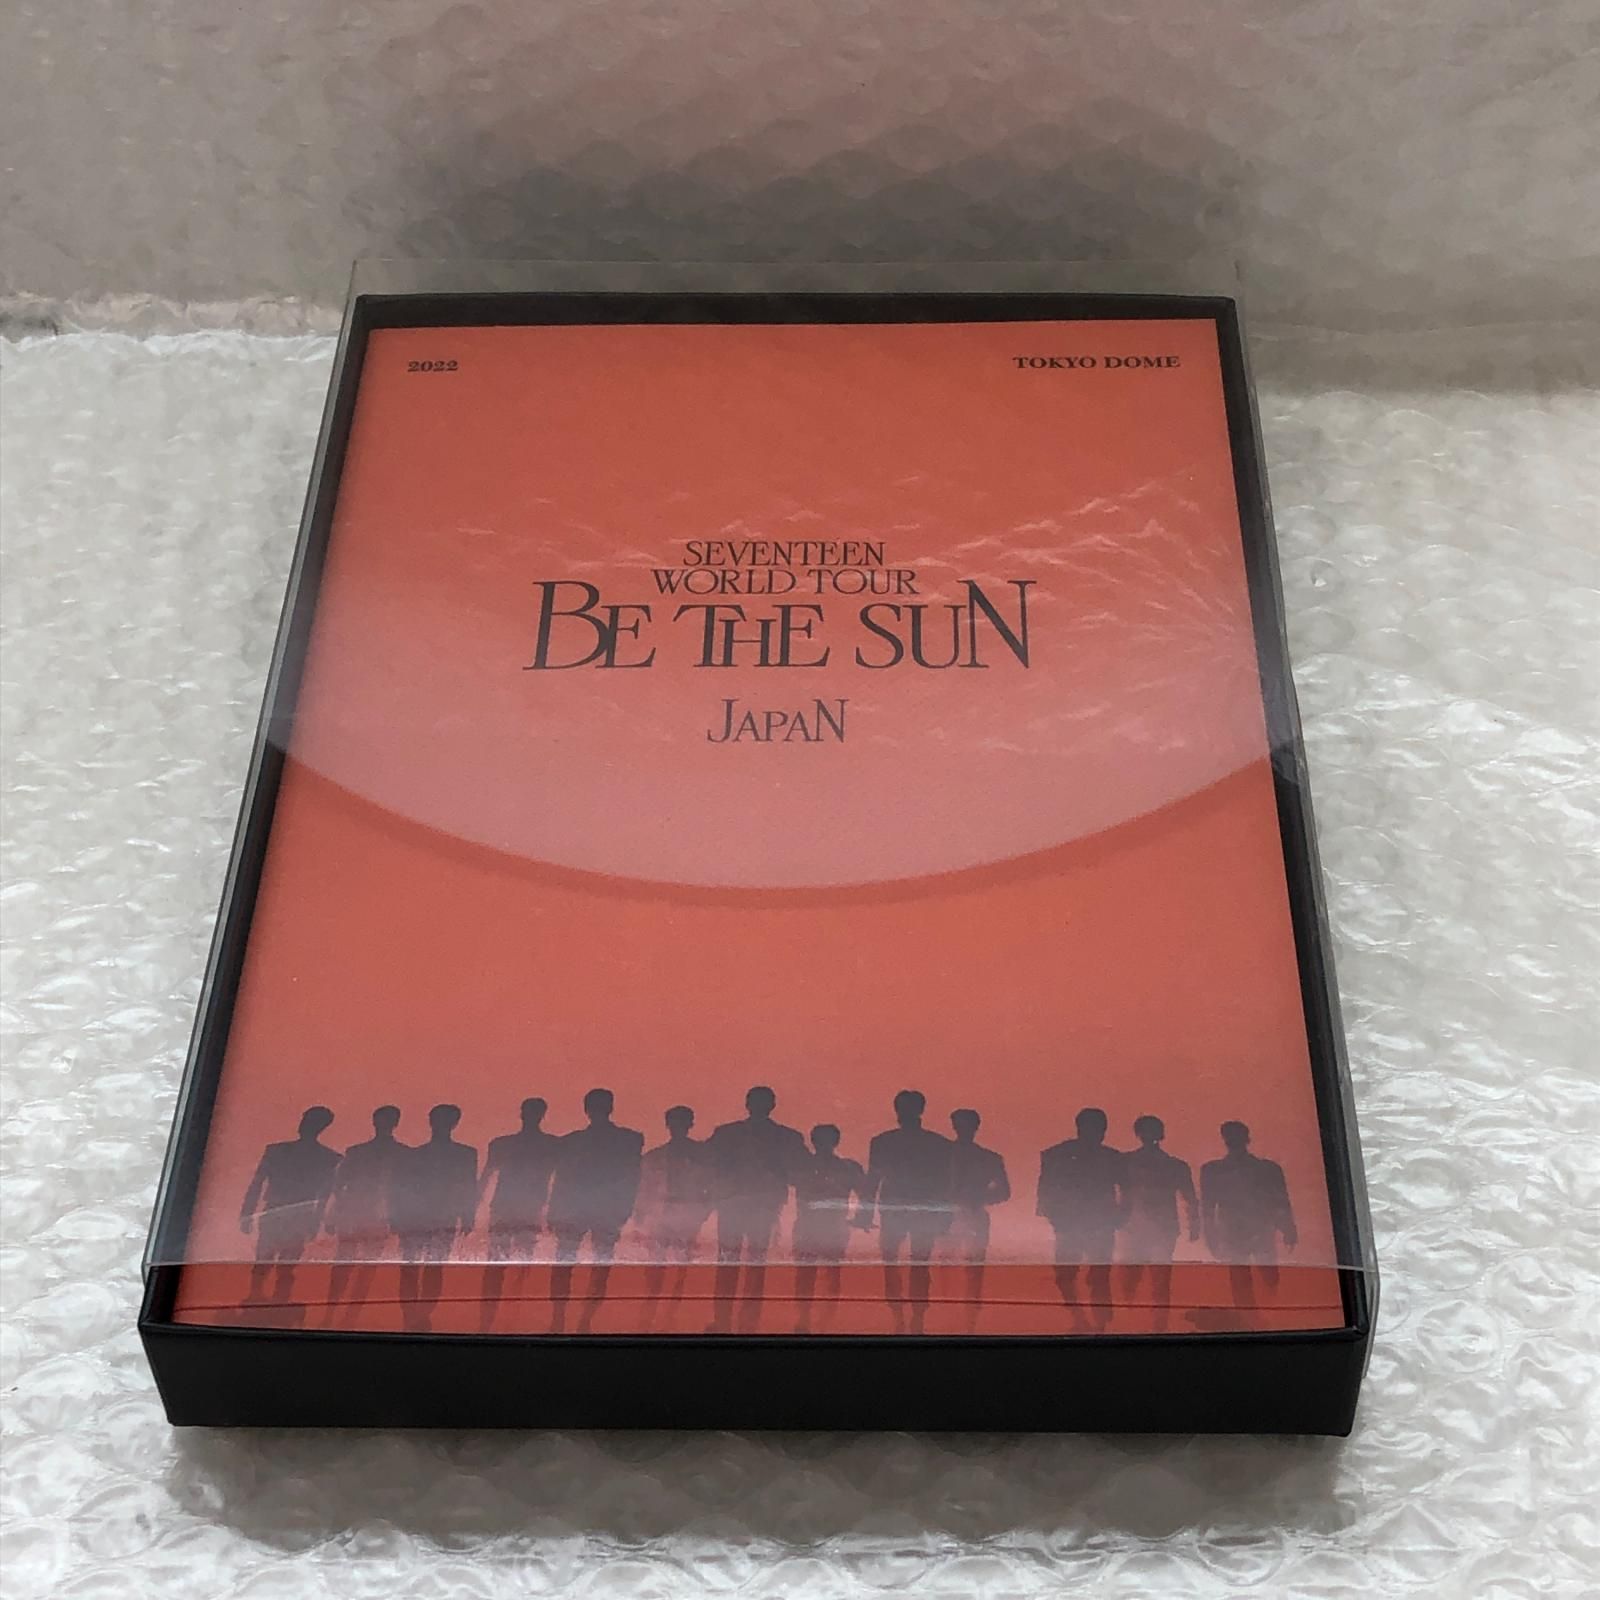 2022
TOKYO DOME
SEVENTEEN
WORLD TOUR
BE THE SUN
JAPAN